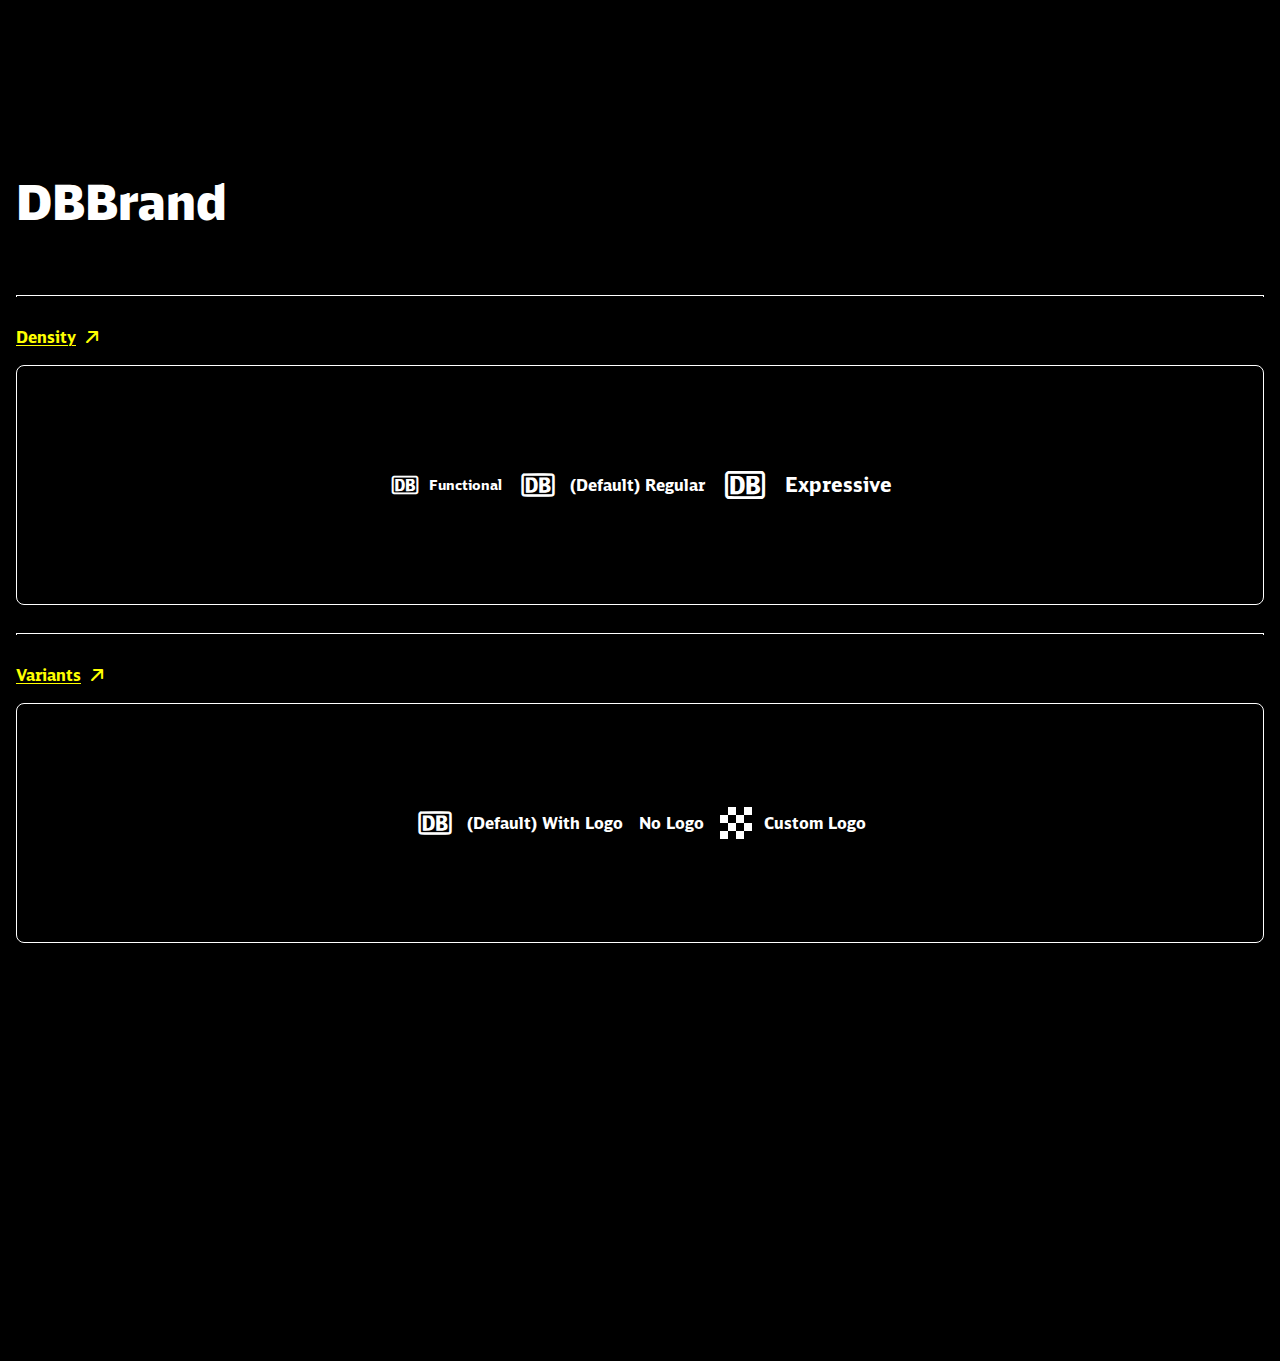 DBBrand
Density
DB Functional DB (Default) Regular DB Expressive
Variants
DB (Default) With Logo No Logo Custom Logo